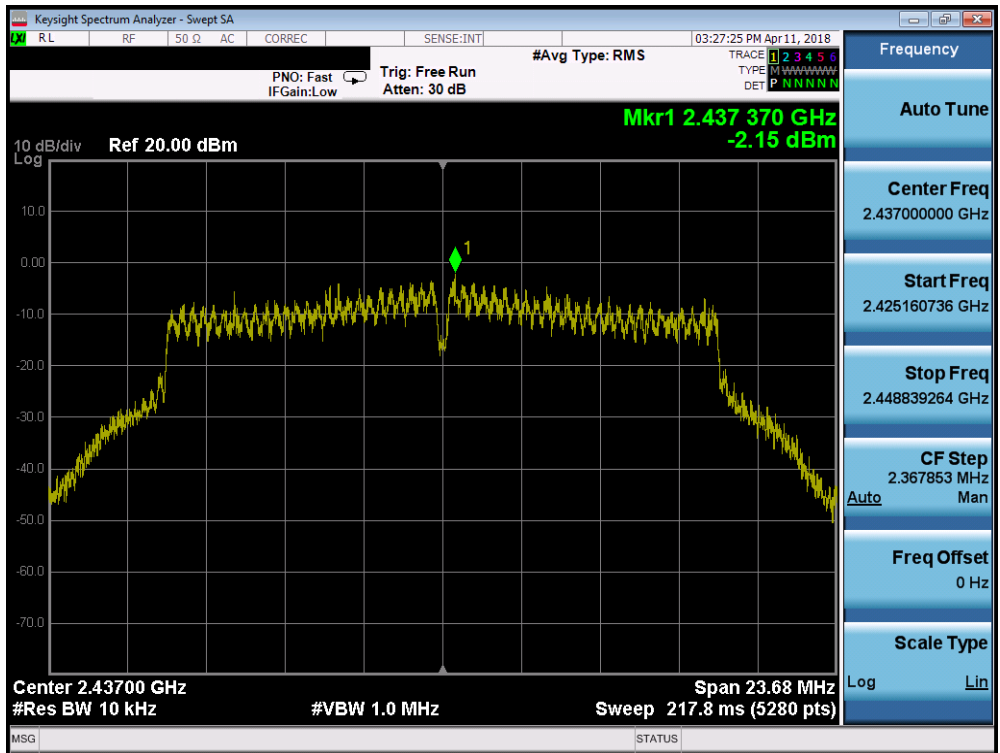 Keysight Spectrum Analyzer - Swept SA
LXI RL RF 50 Ω AC CORREC SENSE:INT 03:27:25 PM Apr 11, 2018
#Avg Type: RMS TRACE 1 2 3 4 5 6
PNO: Fast Trig: Free Run TYPE M WWWWW
IFGain:Low Atten: 30 dB DET P N N N N N
Mkr1 2.437 370 GHz
-2.15 dBm
10 dB/div Ref 20.00 dBm
Log
1
10.0
0.00
-10.0
-20.0
-30.0
-40.0
-50.0
-60.0
-70.0
Center 2.43700 GHz Span 23.68 MHz
#Res BW 10 kHz #VBW 1.0 MHz Sweep 217.8 ms (5280 pts)
MSG STATUS
Frequency
Auto Tune
Center Freq
2.437000000 GHz
Start Freq
2.425160736 GHz
Stop Freq
2.448839264 GHz
CF Step
2.367853 MHz
Auto Man
Freq Offset
0 Hz
Scale Type
Log Lin